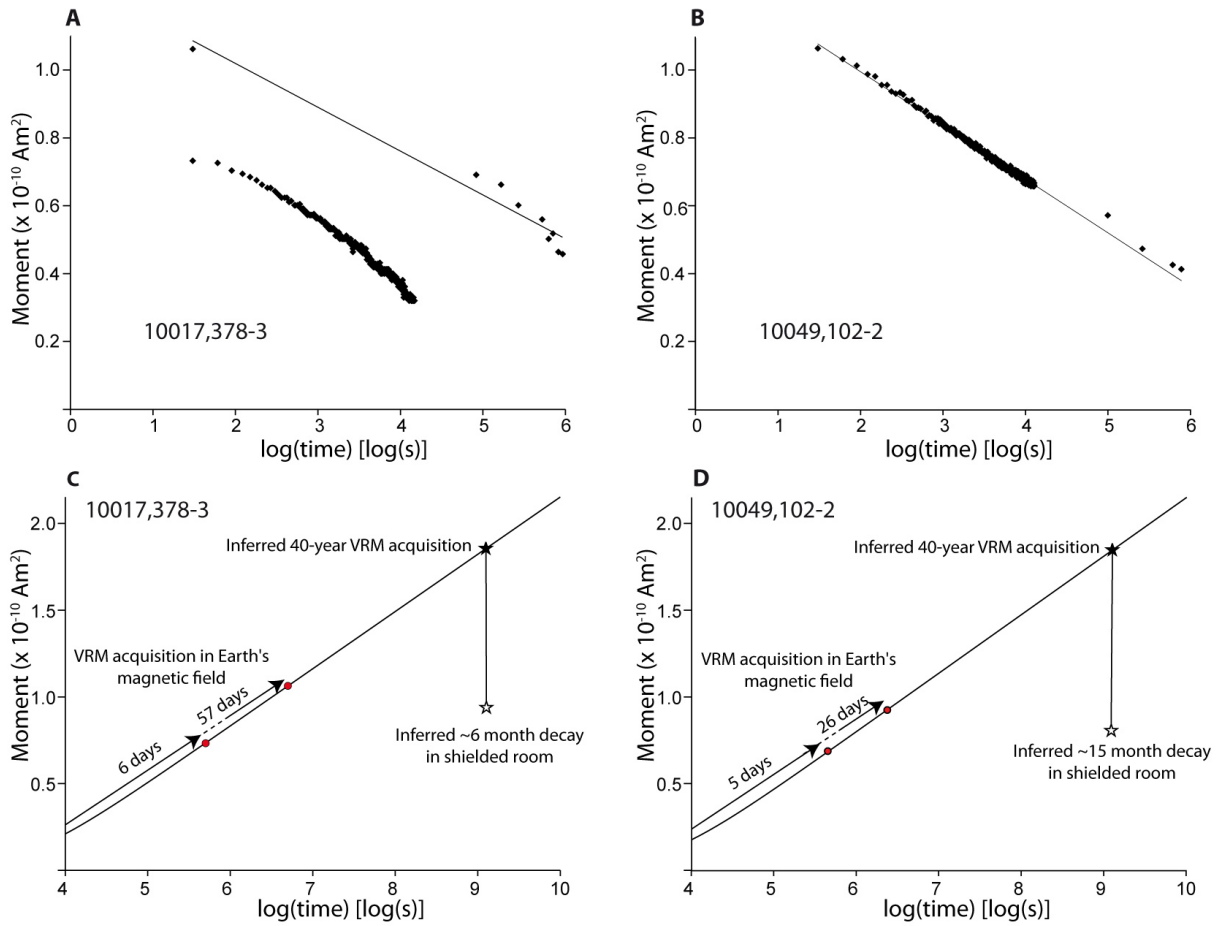 A
Moment (x 10⁻¹⁰ Am²)
1.0
0.8
0.6
0.4
0.2
10017,378-3
0 1 2 3 4 5 6
log(time) [log(s)]
B
Moment (x 10⁻¹⁰ Am²)
1.0
0.8
0.6
0.4
0.2
10049,102-2
0 1 2 3 4 5 6
log(time) [log(s)]
C
10017,378-3
Moment (x 10⁻¹⁰ Am²)
2.0
1.5
1.0
0.5
Inferred 40-year VRM acquisition
VRM acquisition in Earth's
magnetic field
57 days
6 days
Inferred ~6 month decay
in shielded room
4 5 6 7 8 9 10
log(time) [log(s)]
D
10049,102-2
Moment (x 10⁻¹⁰ Am²)
2.0
1.5
1.0
0.5
Inferred 40-year VRM acquisition
VRM acquisition in Earth's
magnetic field
26 days
5 days
Inferred ~15 month decay
in shielded room
4 5 6 7 8 9 10
log(time) [log(s)]